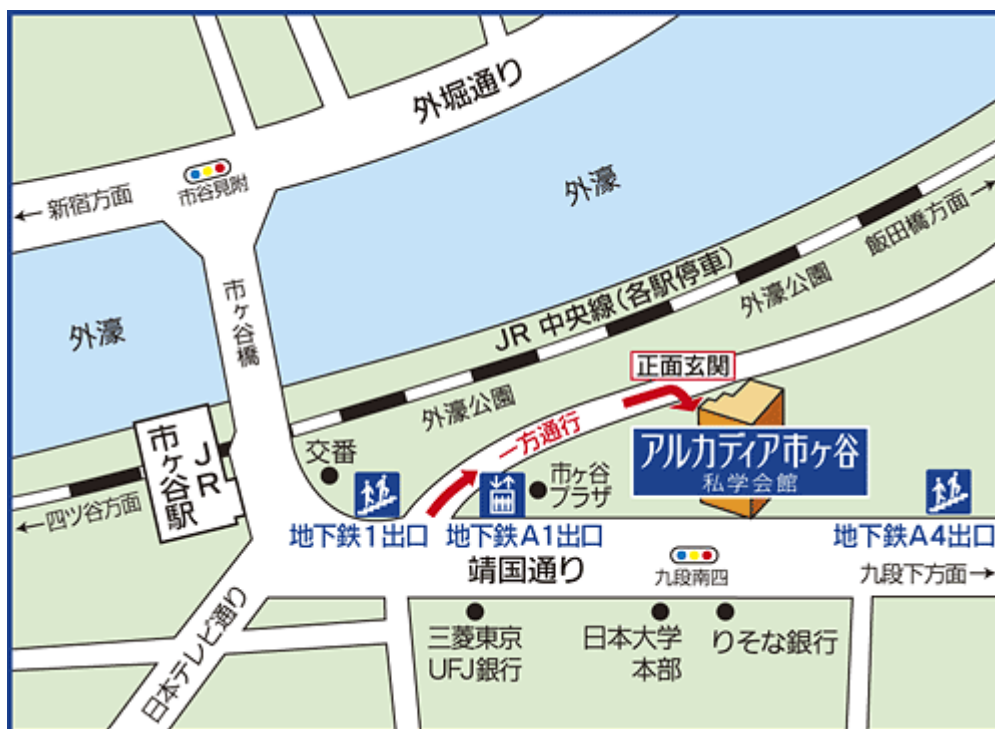 外堀通り
市谷見附
← 新宿方面
外濠
飯田橋方面→
市ヶ谷橋
外濠
JR 中央線(各駅停車)
外濠公園
正面玄関
外濠公園
一方通行
アルカディア市ヶ谷
私学会館
JR
市ヶ谷駅
交番
市ヶ谷
プラザ
←四ツ谷方面
地下鉄1出口
地下鉄A1出口
地下鉄A4出口
靖国通り
九段南四
九段下方面→
日本テレビ通り
三菱東京
UFJ銀行
日本大学
本部
りそな銀行